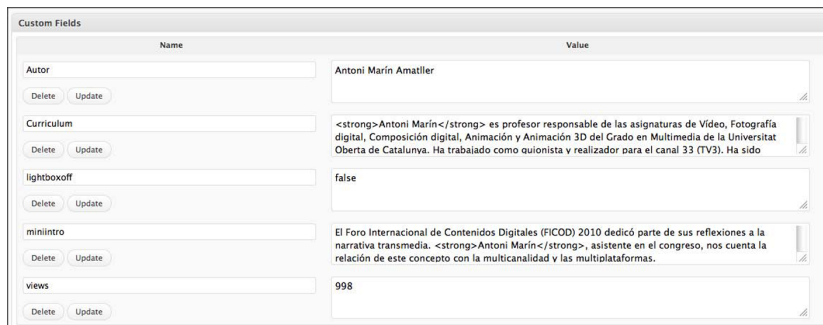 Custom Fields
Name Value
Autor
Antoni Marín Amatller
Delete Update
Curriculum
<strong>Antoni Marín</strong> es profesor responsable de las asignaturas de Vídeo, Fotografía
digital, Composición digital, Animación y Animación 3D del Grado en Multimedia de la Universitat
Oberta de Catalunya. Ha trabajado como guionista y realizador para el canal 33 (TV3). Ha sido
Delete Update
lightboxoff
false
Delete Update
miniintro
El Foro Internacional de Contenidos Digitales (FICOD) 2010 dedicó parte de sus reflexiones a la
narrativa transmedia. <strong>Antoni Marín</strong>, asistente en el congreso, nos cuenta la
relación de este concepto con la multicanalidad y las multiplataformas.
Delete Update
views
998
Delete Update